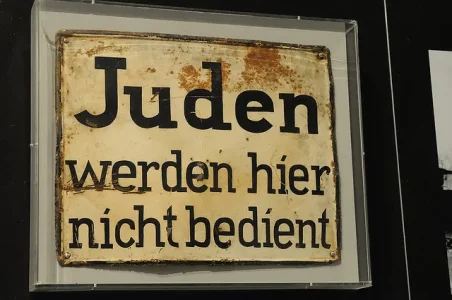 Juden
werden hier
nicht bedient